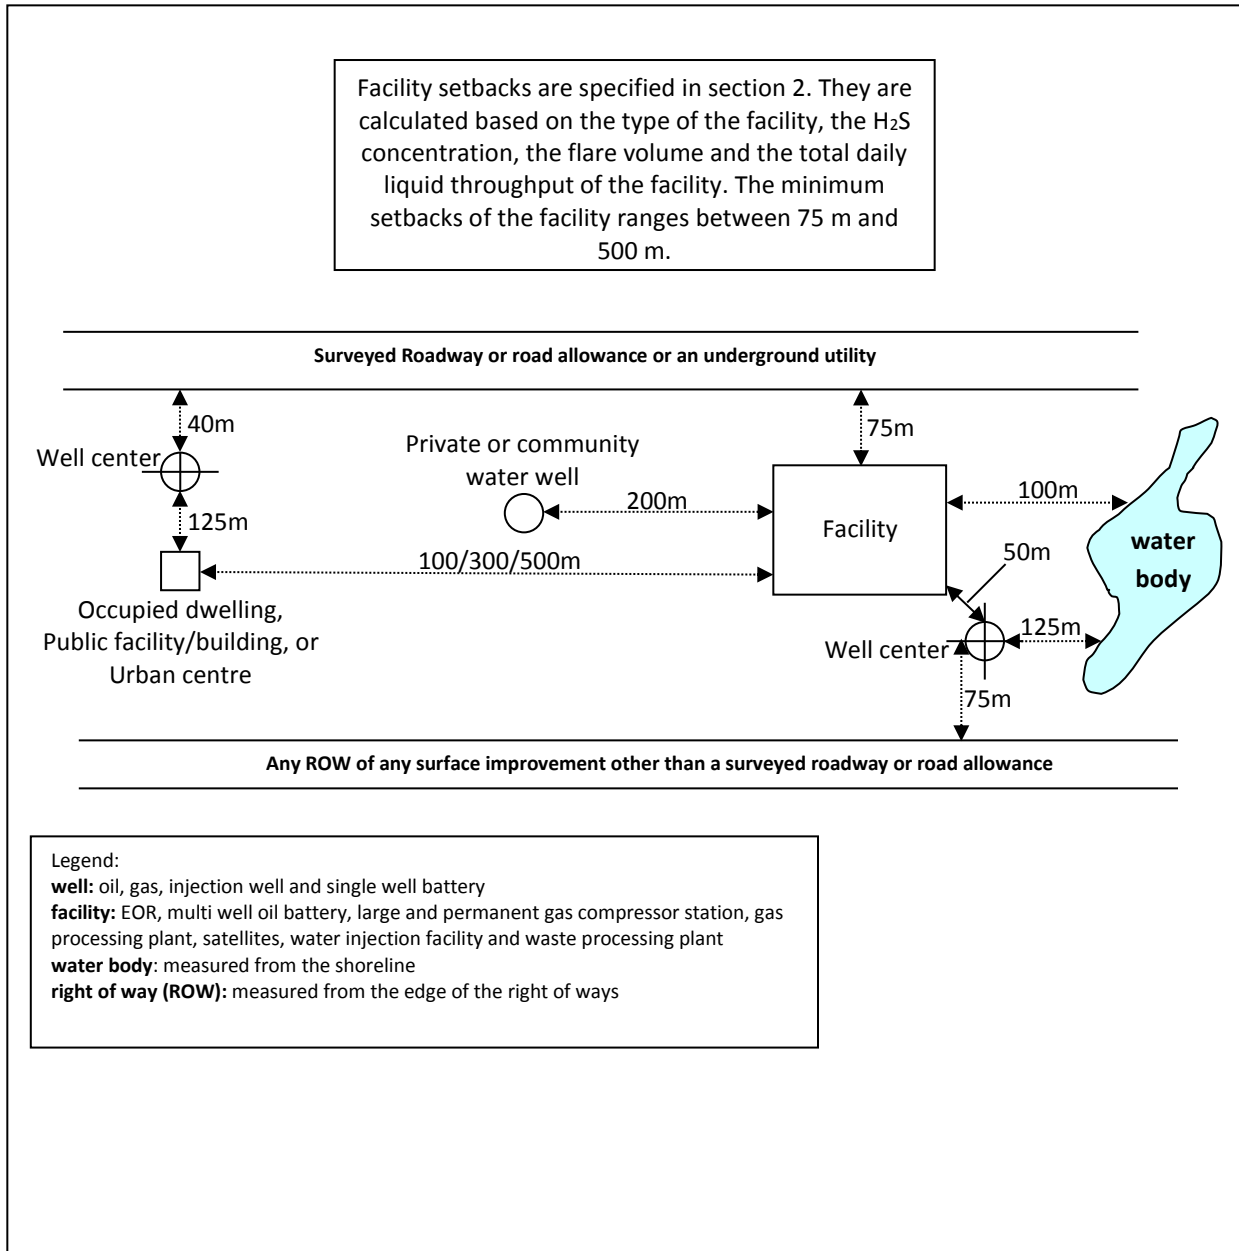 Facility setbacks are specified in section 2. They are
calculated based on the type of the facility, the H₂S
concentration, the flare volume and the total daily
liquid throughput of the facility. The minimum
setbacks of the facility ranges between 75 m and
500 m.
Surveyed Roadway or road allowance or an underground utility
40m
75m
Well center
Private or community
water well
200m
100m
Facility
water
body
125m
100/300/500m
50m
Occupied dwelling,
Public facility/building, or
Urban centre
Well center
125m
75m
Any ROW of any surface improvement other than a surveyed roadway or road allowance
Legend:
well: oil, gas, injection well and single well battery
facility: EOR, multi well oil battery, large and permanent gas compressor station, gas
processing plant, satellites, water injection facility and waste processing plant
water body: measured from the shoreline
right of way (ROW): measured from the edge of the right of ways